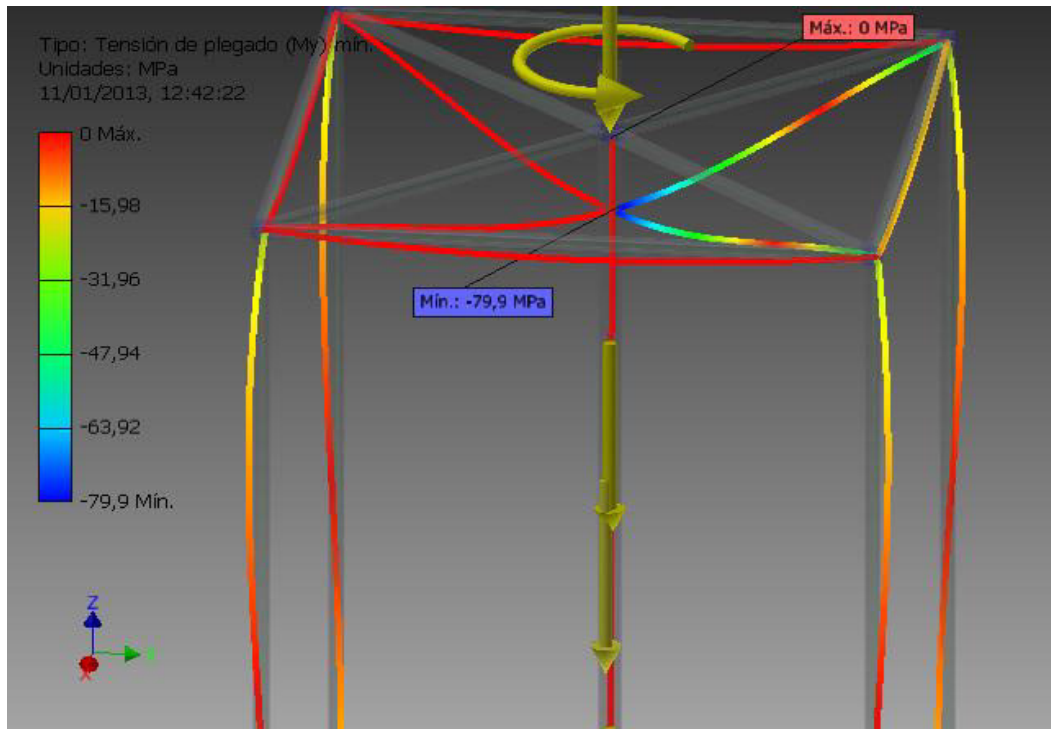 Tipo: Tensión de plegado (My) mín.
Unidades: MPa
11/01/2013, 12:42:22
Máx.: 0 MPa
0 Máx.
-15,98
-31,96
-47,94
-63,92
-79,9 Mín.
Mín.: -79,9 MPa
Z
X